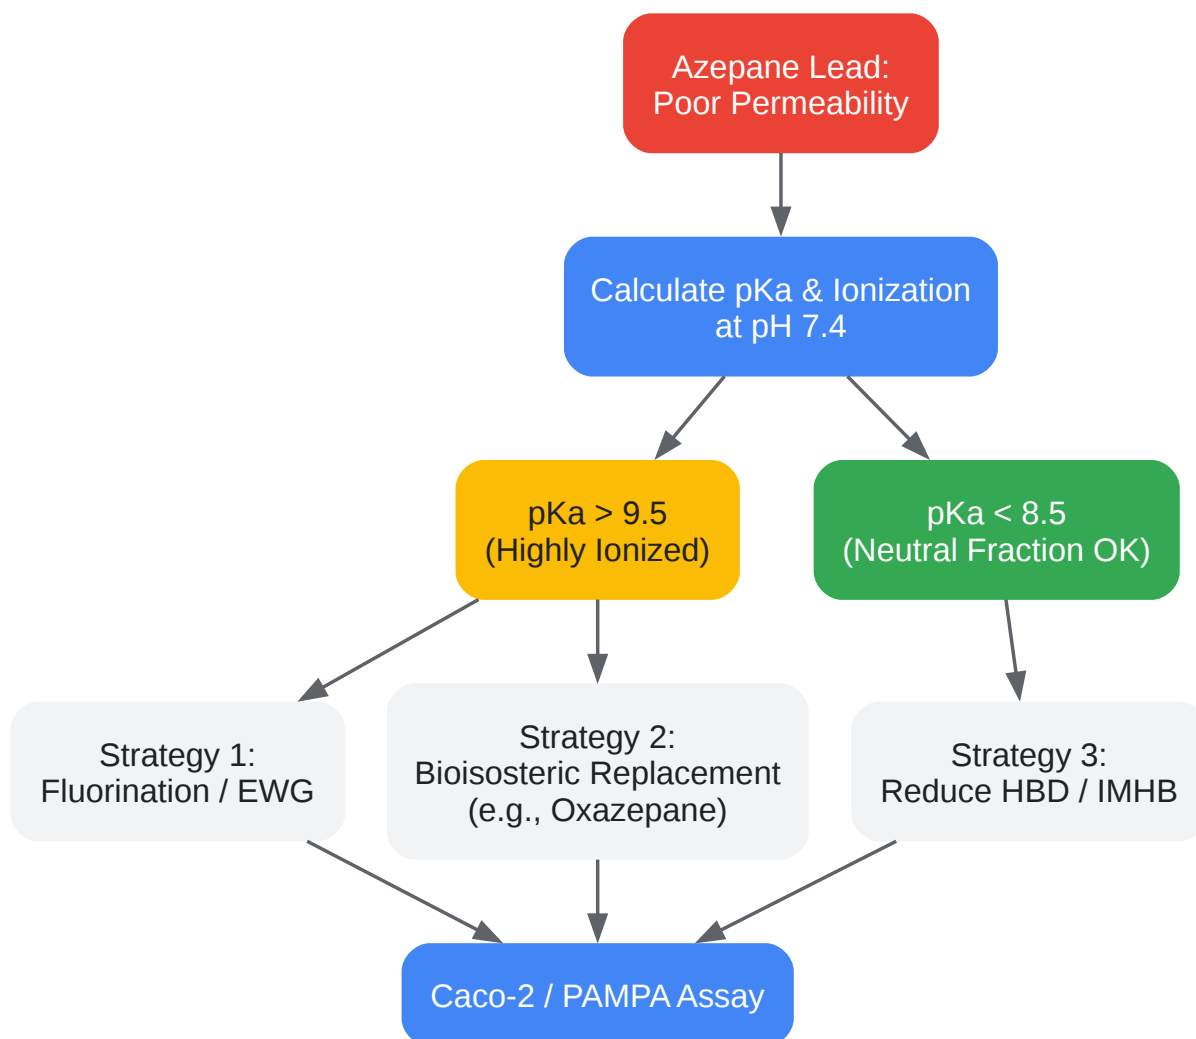 Azepane Lead:
Poor Permeability
Calculate pKa & Ionization
at pH 7.4
pKa > 9.5
(Highly Ionized)
pKa < 8.5
(Neutral Fraction OK)
Strategy 1:
Fluorination / EWG
Strategy 2:
Bioisosteric Replacement
(e.g., Oxazepane)
Strategy 3:
Reduce HBD / IMHB
Caco-2 / PAMPA Assay